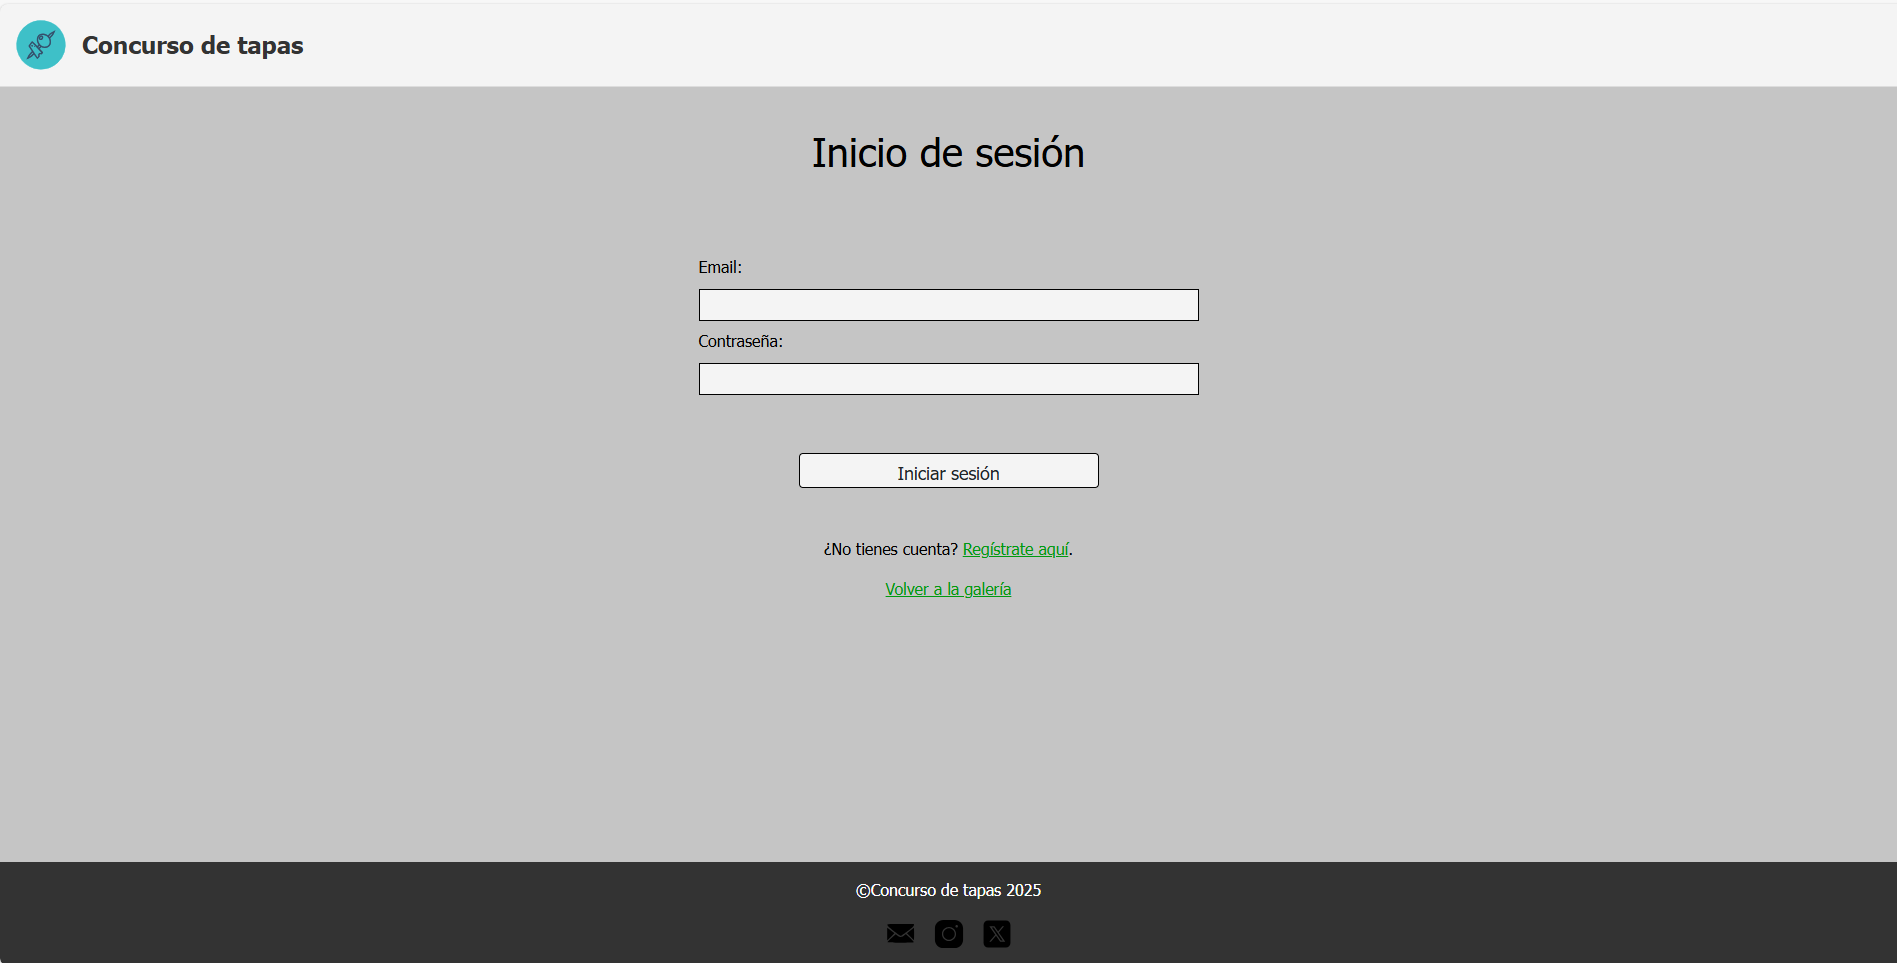 Concurso de tapas
Inicio de sesión
Email:
Contraseña:
Iniciar sesión
¿No tienes cuenta? Regístrate aquí.
Volver a la galería
©Concurso de tapas 2025